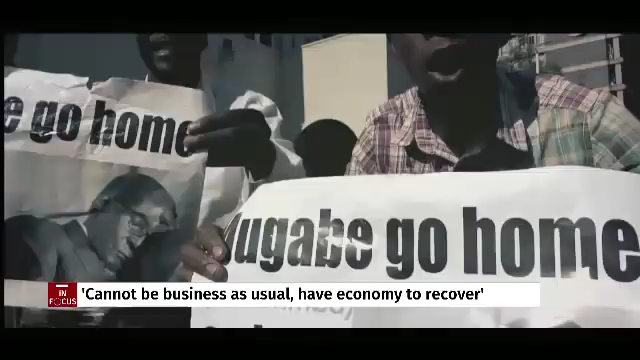 e go home
ugabe go home
IN
FOCUS
'Cannot be business as usual, have economy to recover'